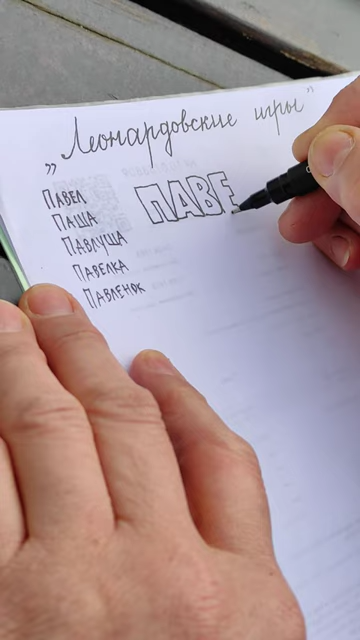 „Леонардовские игры"
ПАВЕЛ
ПАВЕ
ПАША
ПАВЛУША
ПАВЕЛКА
ПАВЛЕНОК